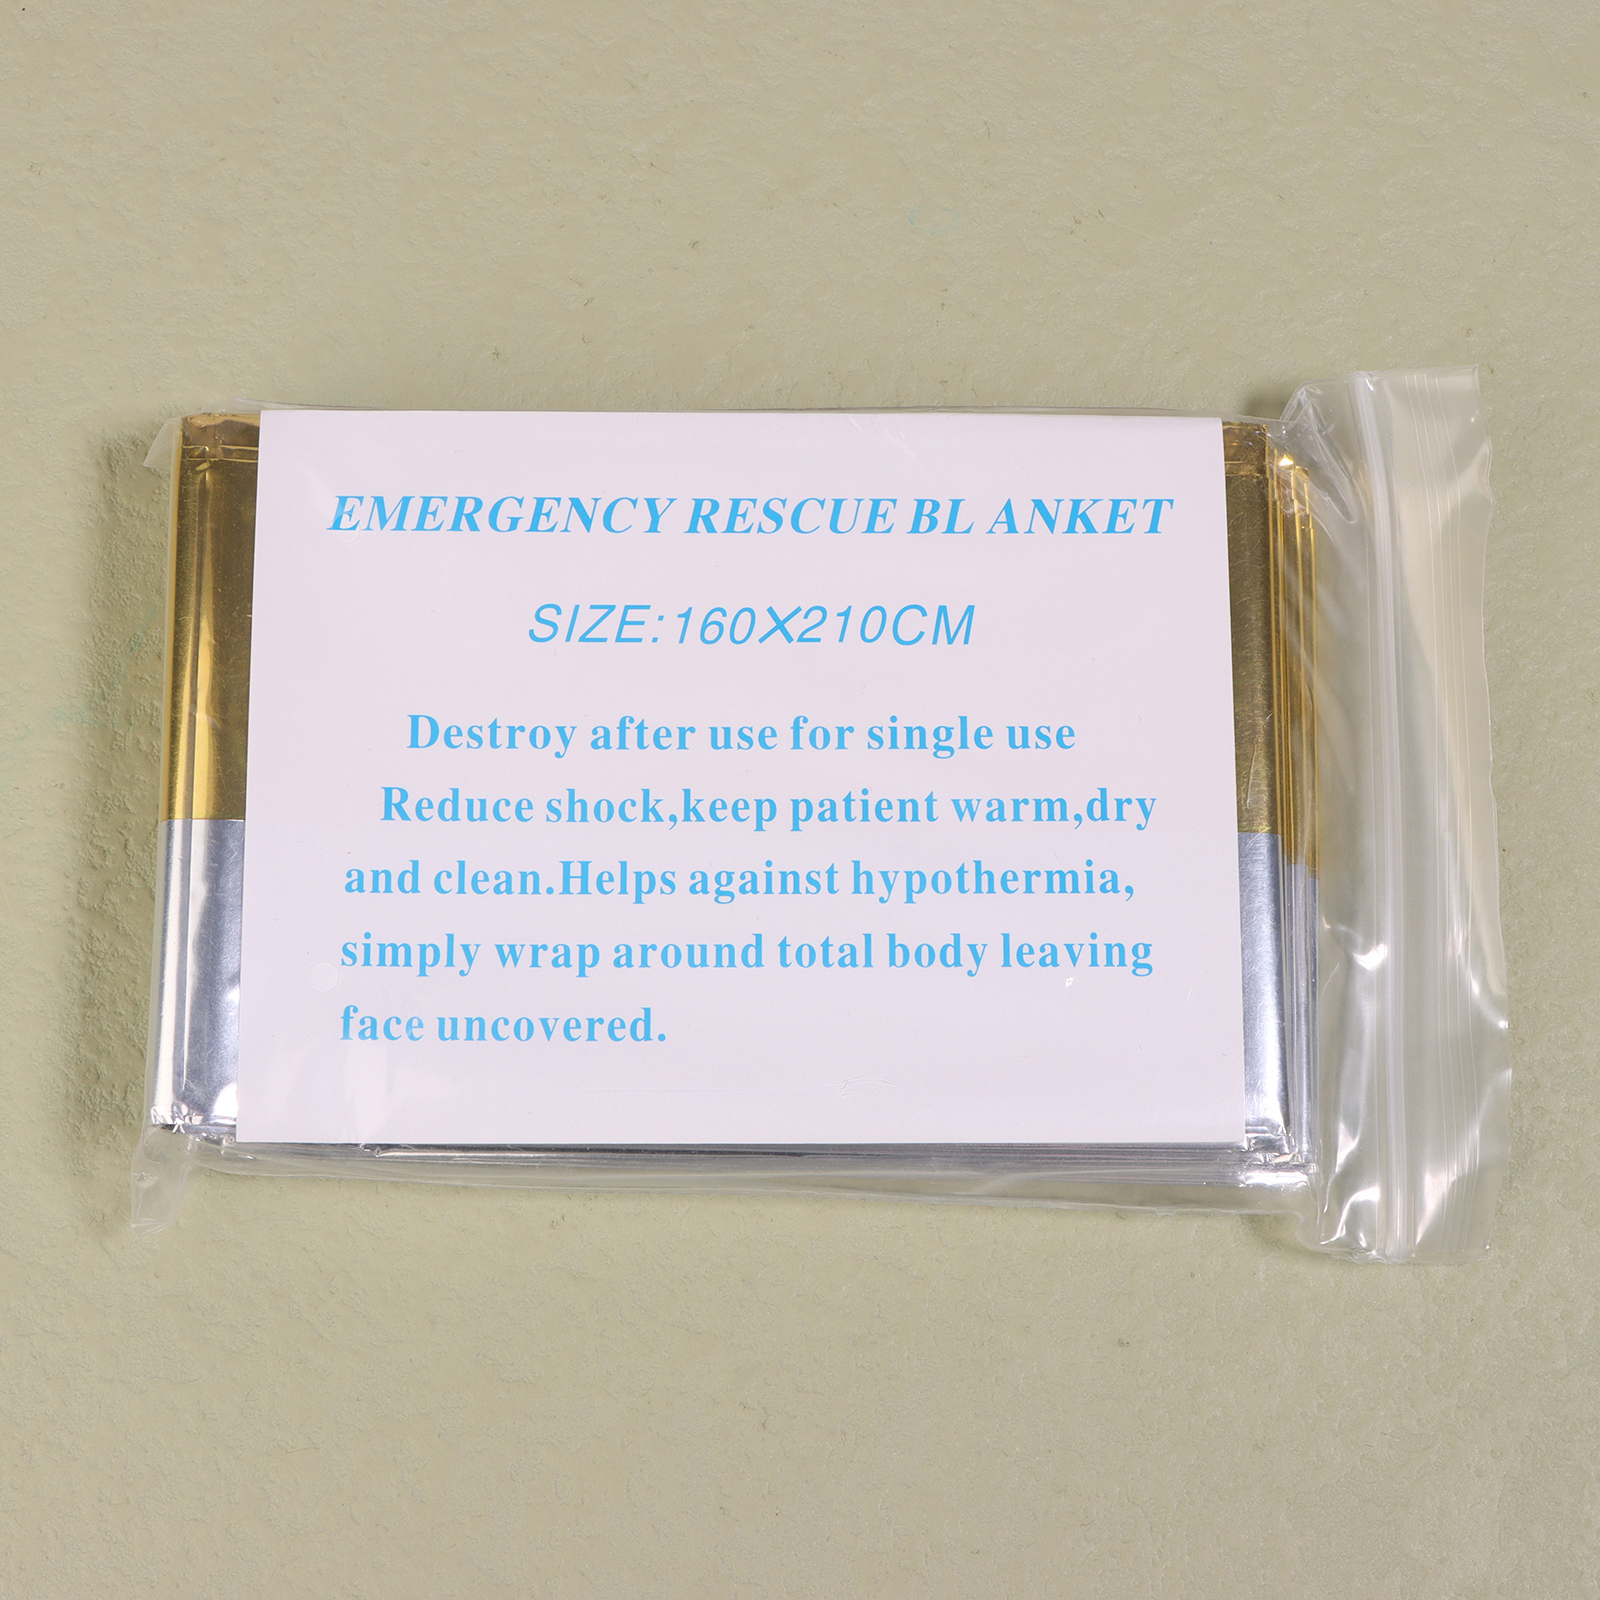 EMERGENCY RESCUE BL ANKET
SIZE:160X210CM
Destroy after use for single use
Reduce shock,keep patient warm,dry
and clean.Helps against hypothermia,
simply wrap around total body leaving
face uncovered.